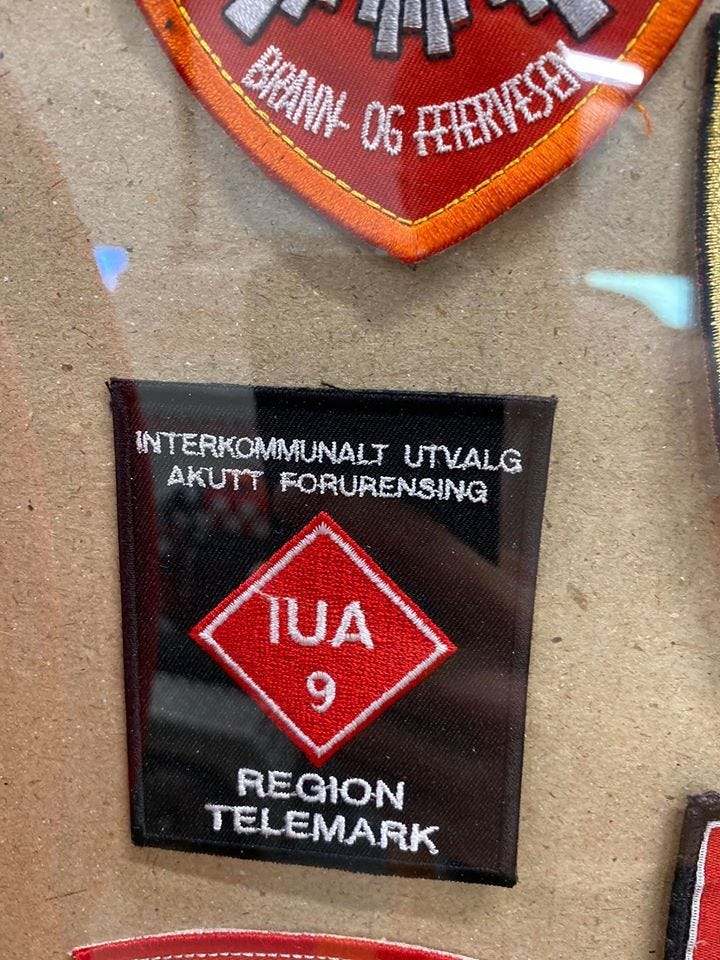 BRANN- OG FEIERVESEN
INTERKOMMUNALT UTVALG
AKUTT FORURENSING
IUA
9
REGION
TELEMARK